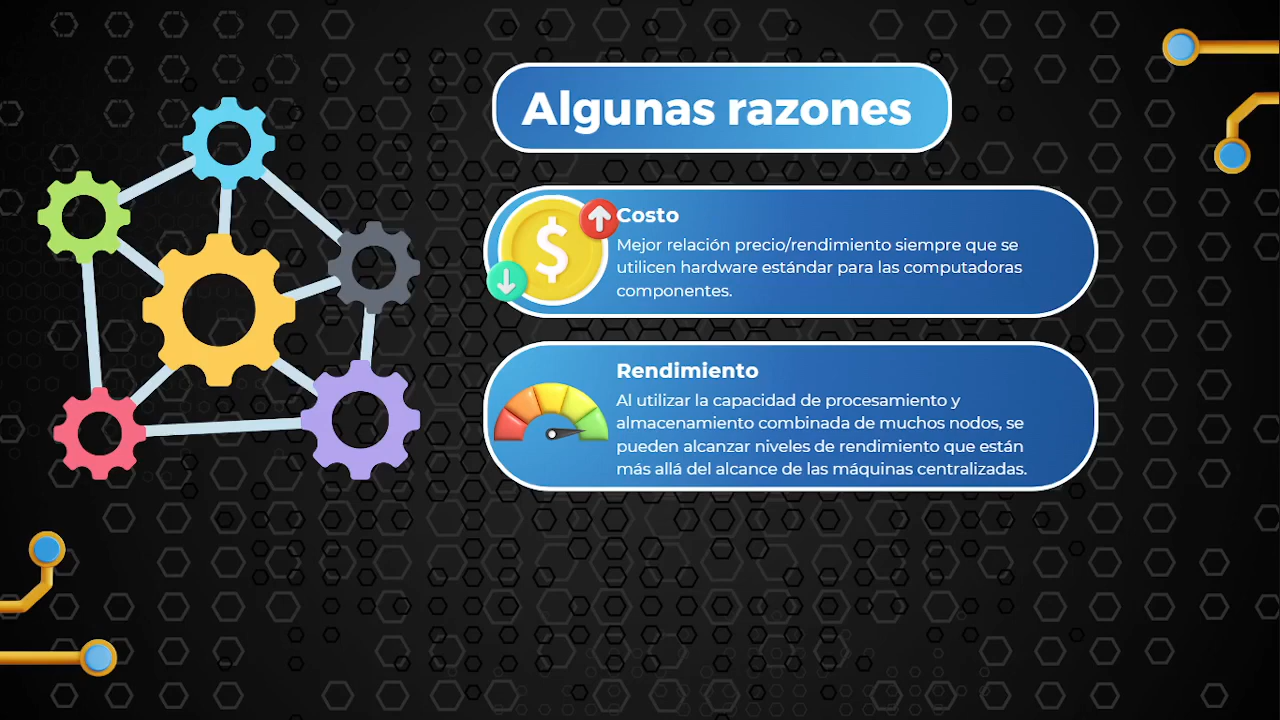 Algunas razones
$
Costo
Mejor relación precio/rendimiento siempre que se
utilicen hardware estándar para las computadoras
componentes.
Rendimiento
Al utilizar la capacidad de procesamiento y
almacenamiento combinada de muchos nodos, se
pueden alcanzar niveles de rendimiento que están
más allá del alcance de las máquinas centralizadas.